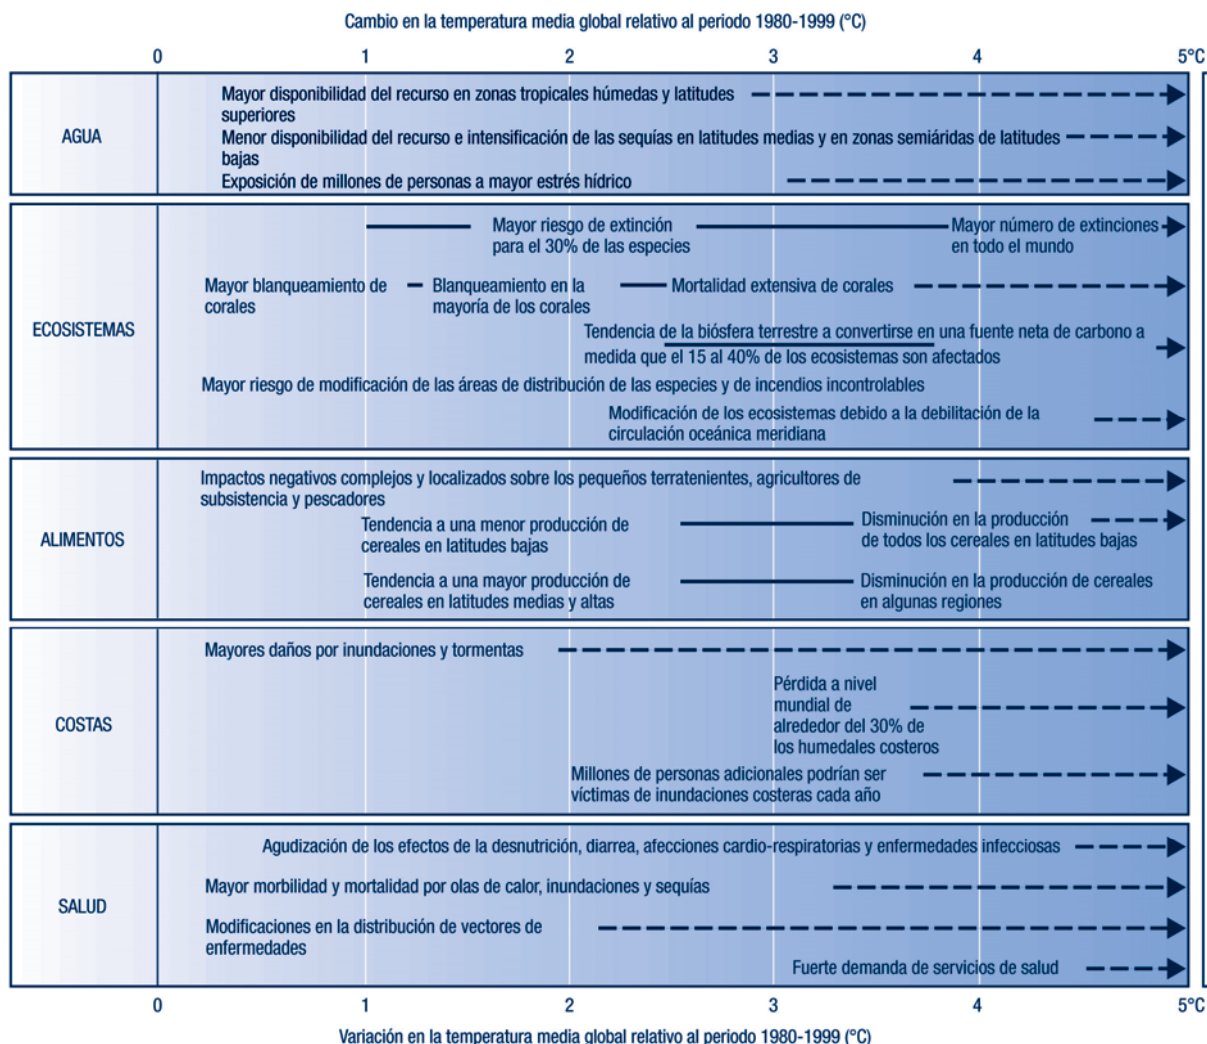 Cambio en la temperatura media global relativo al periodo 1980-1999 (°C)
0 1 2 3 4 5°C
AGUA
Mayor disponibilidad del recurso en zonas tropicales húmedas y latitudes
superiores
Menor disponibilidad del recurso e intensificación de las sequías en latitudes medias y en zonas semiáridas de latitudes
bajas
Exposición de millones de personas a mayor estrés hídrico
ECOSISTEMAS
Mayor riesgo de extinción
para el 30% de las especies
Mayor número de extinciones
en todo el mundo
Mayor blanqueamiento de
corales
Blanqueamiento en la
mayoría de los corales
Mortalidad extensiva de corales
Tendencia de la biósfera terrestre a convertirse en una fuente neta de carbono a
medida que el 15 al 40% de los ecosistemas son afectados
Mayor riesgo de modificación de las áreas de distribución de las especies y de incendios incontrolables
Modificación de los ecosistemas debido a la debilitación de la
circulación oceánica meridiana
ALIMENTOS
Impactos negativos complejos y localizados sobre los pequeños terratenientes, agricultores de
subsistencia y pescadores
Tendencia a una menor producción de
cereales en latitudes bajas
Disminución en la producción
de todos los cereales en latitudes bajas
Tendencia a una mayor producción de
cereales en latitudes medias y altas
Disminución en la producción de cereales
en algunas regiones
COSTAS
Mayores daños por inundaciones y tormentas
Pérdida a nivel
mundial de
alrededor del 30% de
los humedales costeros
Millones de personas adicionales podrían ser
víctimas de inundaciones costeras cada año
SALUD
Agudización de los efectos de la desnutrición, diarrea, afecciones cardio-respiratorias y enfermedades infecciosas
Mayor morbilidad y mortalidad por olas de calor, inundaciones y sequías
Modificaciones en la distribución de vectores de
enfermedades
Fuerte demanda de servicios de salud
0 1 2 3 4 5°C
Variación en la temperatura media global relativo al periodo 1980-1999 (°C)